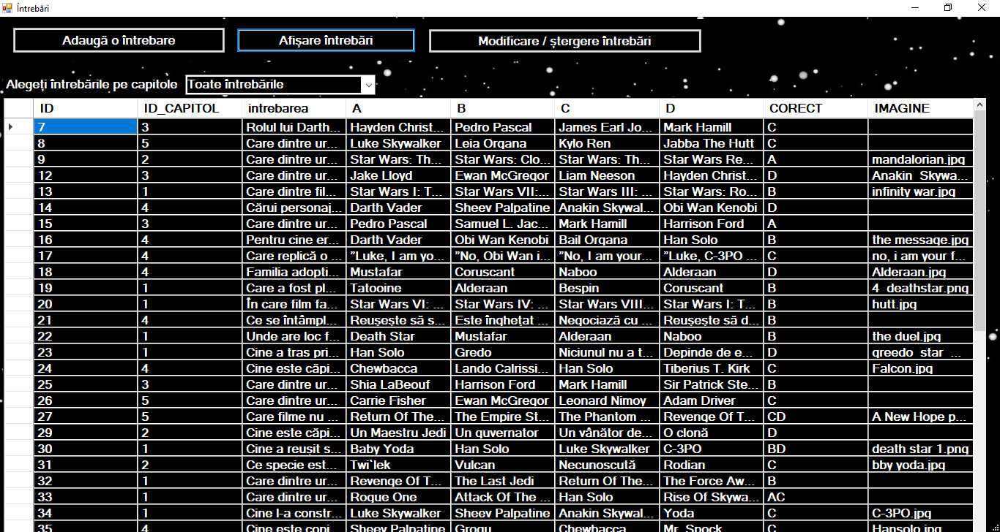 Întrebări
Adaugă o întrebare Afișare întrebări Modificare / ștergere întrebări
Alegeți întrebările pe capitole Toate întrebările
ID ID_CAPITOL intrebarea A B C D CORECT IMAGINE
7 3 Rolul lui Darth... Hayden Christ... Pedro Pascal James Earl Jo... Mark Hamill C
8 5 Care dintre ur... Luke Skywalker Leia Organa Kylo Ren Jabba The Hutt C
9 2 Care dintre ur... Star Wars: Th... Star Wars: Clo... Star Wars: Th... Star Wars Re... A mandalorian.jpg
12 3 Care dintre ur... Jake Lloyd Ewan McGregor Liam Neeson Hayden Christ... D Anakin_Skywa...
13 1 Care dintre fil... Star Wars I: T... Star Wars VII:... Star Wars III: ... Star Wars: Ro... B infinity war.jpg
14 4 Cărui personaj... Darth Vader Sheev Palpatine Anakin Skywal... Obi Wan Kenobi D
15 3 Care dintre ur... Pedro Pascal Samuel L. Jac... Mark Hamill Harrison Ford A
16 4 Pentru cine er... Darth Vader Obi Wan Kenobi Bail Organa Han Solo B the message.jpg
17 4 Care replică o ... ”Luke, I am yo... ”No, Obi Wan i... ”No, I am your... ”Luke, C-3PO ... C no, i am your f...
18 4 Familia adopti... Mustafar Coruscant Naboo Alderaan D Alderaan.jpg
19 1 Care a fost pl... Tatooine Alderaan Bespin Coruscant B 4_deathstar.png
20 1 În care film fa... Star Wars VI: ... Star Wars IV: ... Star Wars VIII... Star Wars I: T... B hutt.jpg
21 4 Ce se întâmpl... Reușește să s... Este înghețat ... Negociază cu ... Reușește să d... B
22 1 Unde are loc f... Death Star Mustafar Alderaan Naboo B the duel.jpg
23 1 Cine a tras pri... Han Solo Gredo Niciunul nu a t... Depinde de e... D greedo_star_...
24 4 Cine este căpi... Chewbacca Lando Calrissi... Han Solo Tiberius T. Kirk C Falcon.jpg
25 3 Care dintre ur... Shia LaBeouf Harrison Ford Mark Hamill Sir Patrick Ste... B
26 5 Care dintre ur... Carrie Fisher Ewan McGregor Leonard Nimoy Adam Driver C
27 5 Care filme nu ... Return Of The... The Empire St... The Phantom ... Revenge Of T... CD A New Hope p...
29 2 Cine este căpi... Un Maestru Jedi Un guvernator Un vânător de... O clonă D
30 1 Cine a reușit s... Baby Yoda Han Solo Luke Skywalker C-3PO BD death star 1.png
31 2 Ce specie est... Twi`lek Vulcan Necunoscută Rodian C bby yoda.jpg
32 1 Care dintre ur... Revenge Of T... The Last Jedi Return Of The... The Force Aw... B
33 1 Care dintre ur... Rogue One Attack Of The ... Han Solo Rise Of Skywa... AC
34 1 Cine l-a constr... Luke Skywalker Sheev Palpatine Anakin Skywal... Yoda C C-3PO.jpg
35 4 Cine este copi... Sheev Palpatine Grogu Chewbacca Mr. Spock C Hansolo.jpg